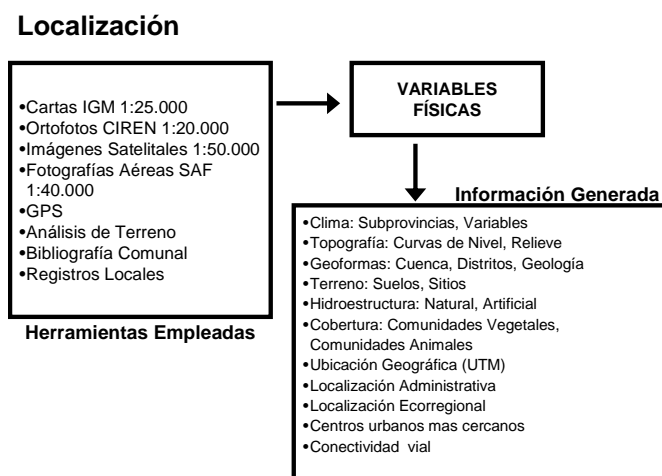 Localización
•Cartas IGM 1:25.000
•Ortofotos CIREN 1:20.000
•Imágenes Satelitales 1:50.000
•Fotografías Aéreas SAF
1:40.000
•GPS
•Análisis de Terreno
•Bibliografía Comunal
•Registros Locales
Herramientas Empleadas
VARIABLES
FÍSICAS
Información Generada
•Clima: Subprovincias, Variables
•Topografía: Curvas de Nivel, Relieve
•Geoformas: Cuenca, Distritos, Geología
•Terreno: Suelos, Sitios
•Hidroestructura: Natural, Artificial
•Cobertura: Comunidades Vegetales,
Comunidades Animales
•Ubicación Geográfica (UTM)
•Localización Administrativa
•Localización Ecorregional
•Centros urbanos mas cercanos
•Conectividad vial